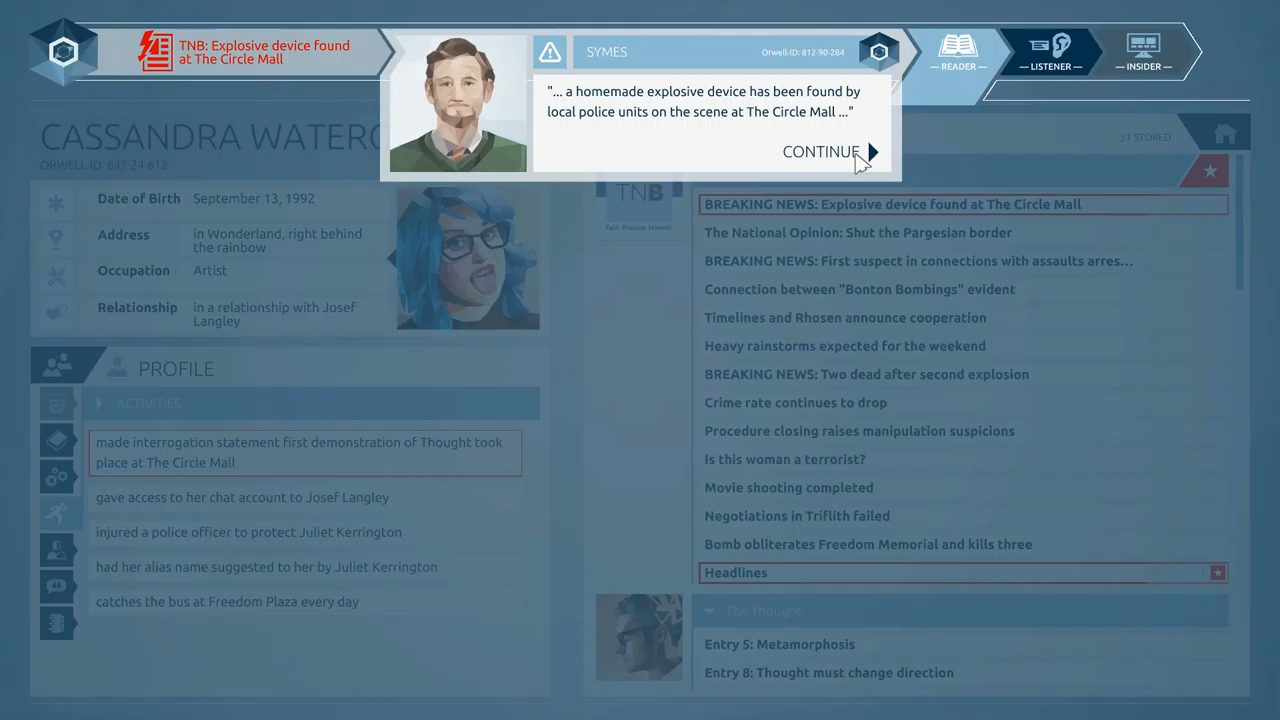 TNB: Explosive device found
at The Circle Mall
SYMES
Orwell-ID: 812-90-284
"... a homemade explosive device has been found by
local police units on the scene at The Circle Mall ..."
CONTINUE
— READER —
— LISTENER —
— INSIDER —
CASSANDRA WATERG
ORWELL-ID: 647-24-612
51 STORED
Date of Birth September 13, 1992
Address in Wonderland, right behind
the rainbow
Occupation Artist
Relationship in a relationship with Josef
Langley
PROFILE
ACTIVITIES
made interrogation statement first demonstration of Thought took
place at The Circle Mall
gave access to her chat account to Josef Langley
injured a police officer to protect Juliet Kerrington
had her alias name suggested to her by Juliet Kerrington
catches the bus at Freedom Plaza every day
TNB
Fast. Precise. Honest.
BREAKING NEWS: Explosive device found at The Circle Mall
The National Opinion: Shut the Pargesian border
BREAKING NEWS: First suspect in connections with assaults arres...
Connection between "Bonton Bombings" evident
Timelines and Rhosen announce cooperation
Heavy rainstorms expected for the weekend
BREAKING NEWS: Two dead after second explosion
Crime rate continues to drop
Procedure closing raises manipulation suspicions
Is this woman a terrorist?
Movie shooting completed
Negotiations in Triflith failed
Bomb obliterates Freedom Memorial and kills three
Headlines
The Thought
Entry 5: Metamorphosis
Entry 8: Thought must change direction